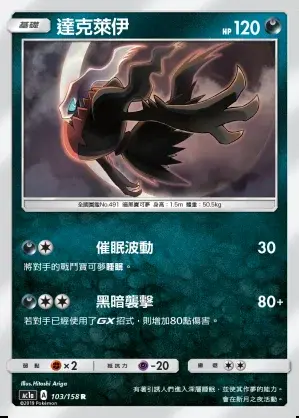 基礎 達克萊伊 HP 120
全國圖鑑No.491 暗黑寶可夢 身高：1.5m 體重：50.5kg
催眠波動 30
將對手的戰鬥寶可夢睡眠。
黑暗襲擊 80+
若對手已經使用了GX招式，則增加80點傷害。
弱點 ×2 抵抗力 -20 撤退
Illus.Hitoshi Ariga
AC1a A 103/158 R
©2019 Pokémon
有著引誘人們進入深層睡眠，並使其作夢的能力。
會在新月之夜活動。